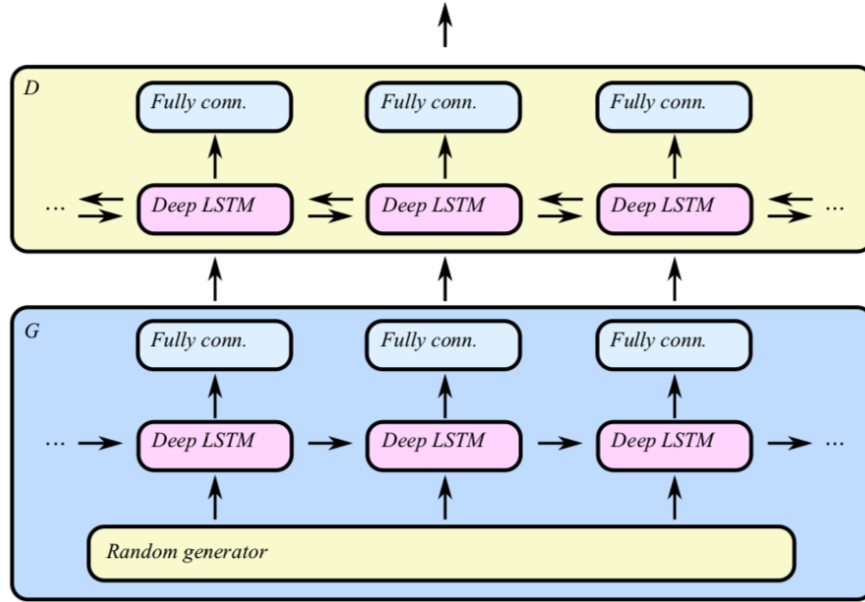 D
Fully conn. Fully conn. Fully conn.
... Deep LSTM Deep LSTM Deep LSTM ...
G
Fully conn. Fully conn. Fully conn.
... Deep LSTM Deep LSTM Deep LSTM ...
Random generator